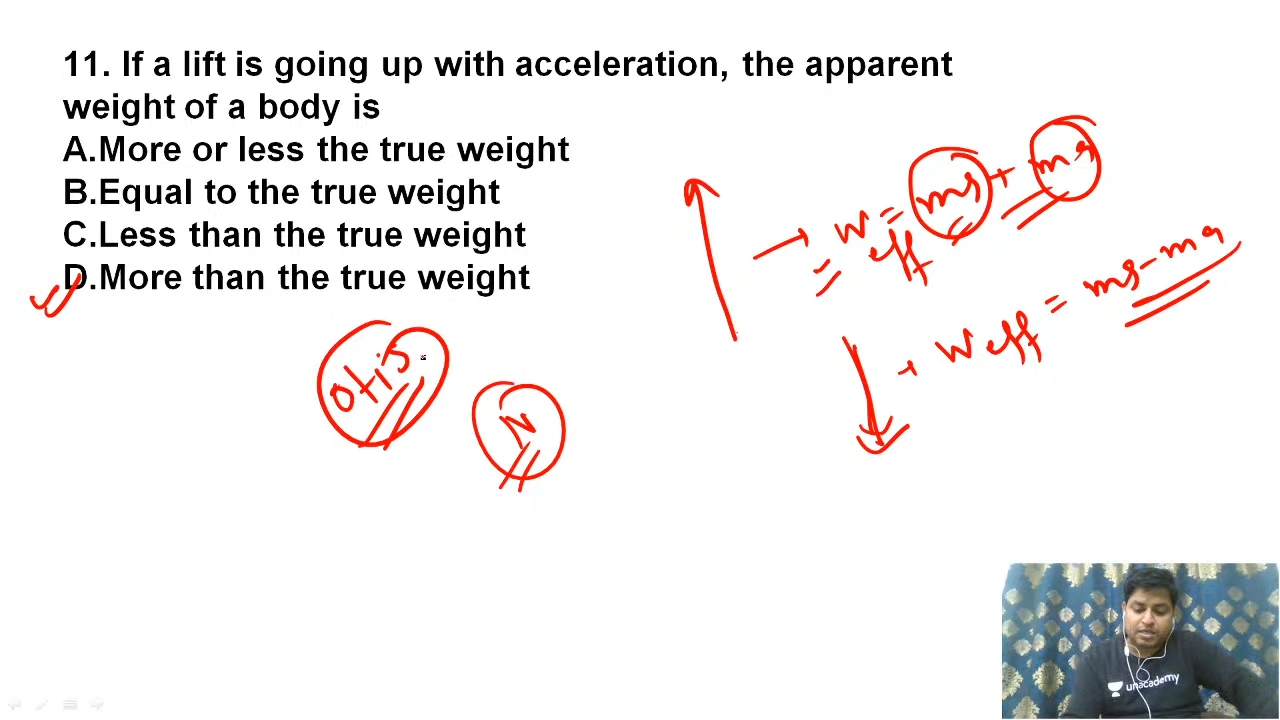 11. If a lift is going up with acceleration, the apparent
weight of a body is
A.More or less the true weight
B.Equal to the true weight
C.Less than the true weight
D.More than the true weight
→ W eff = mg + ma
→ W eff = mg - ma
Otis
N
unacademy